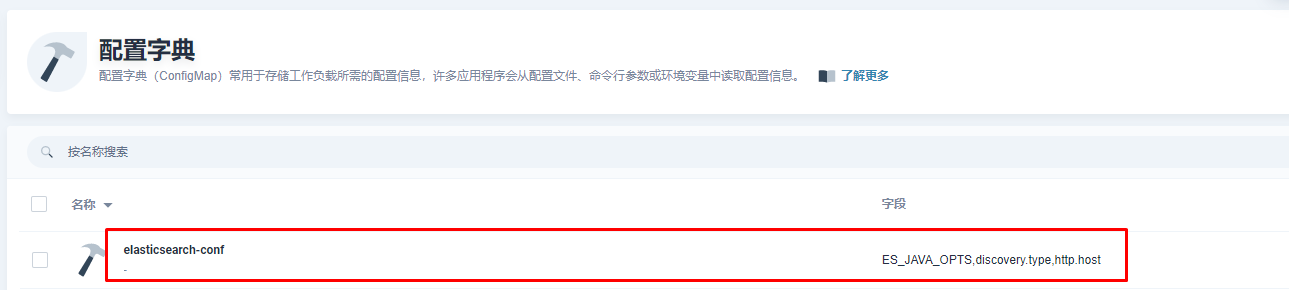 配置字典
配置字典（ConfigMap）常用于存储工作负载所需的配置信息，许多应用程序会从配置文件、命令行参数或环境变量中读取配置信息。 了解更多
按名称搜索
名称 字段
elasticsearch-conf
-
ES_JAVA_OPTS,discovery.type,http.host